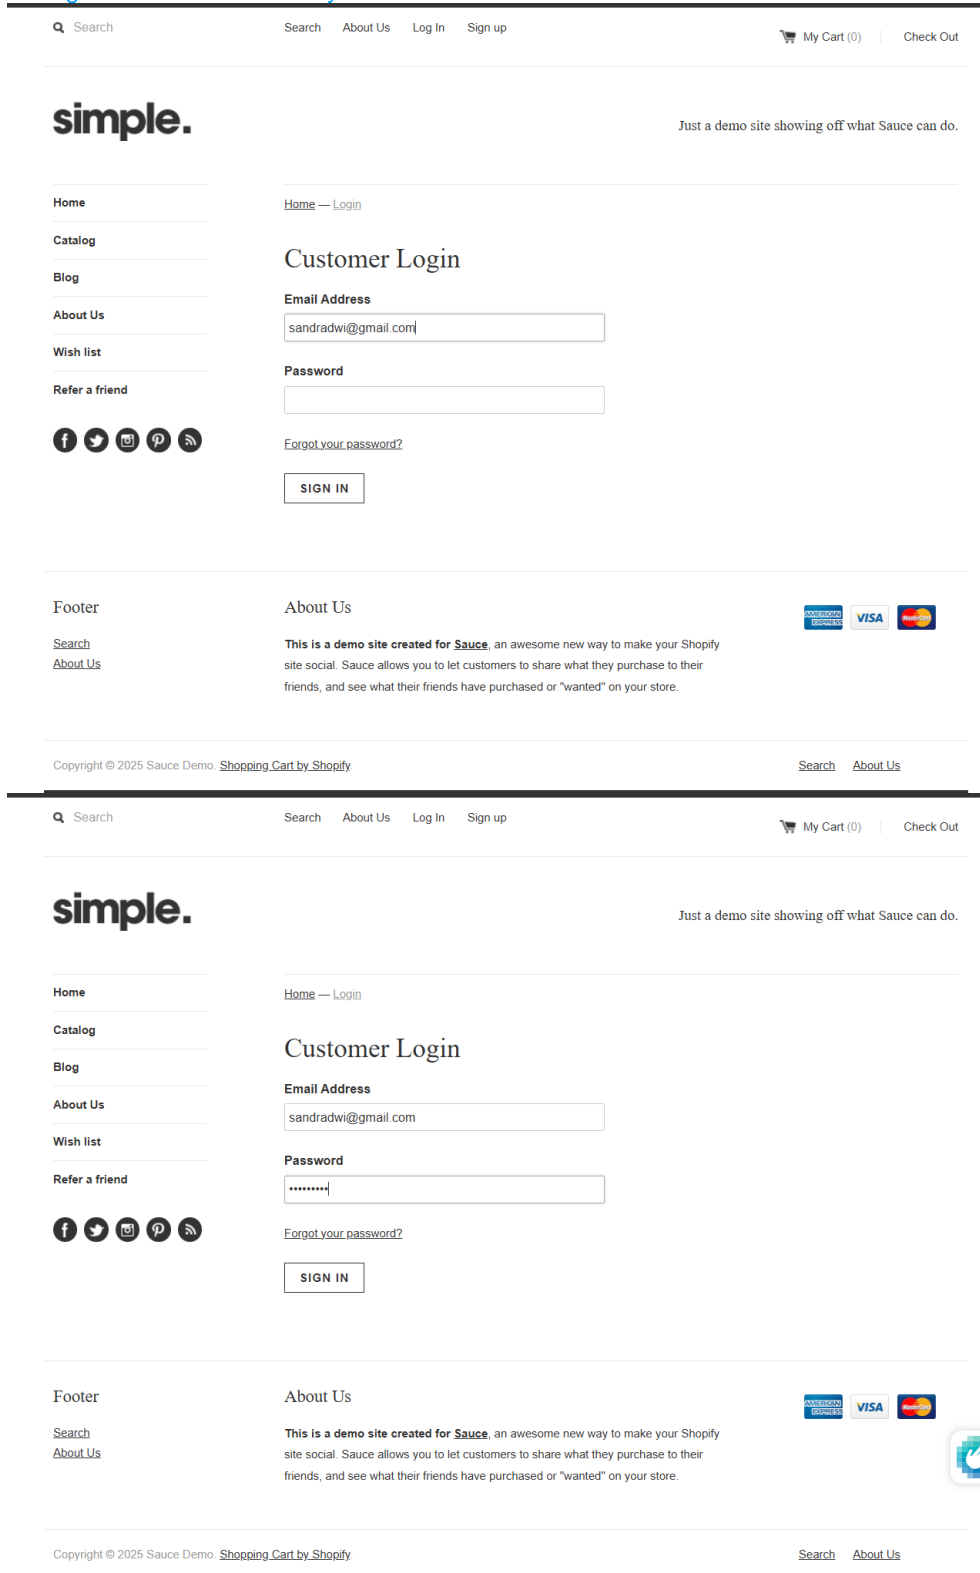 Search
Search About Us Log In Sign up
My Cart (0) Check Out
simple.
Just a demo site showing off what Sauce can do.
Home
Catalog
Blog
About Us
Wish list
Refer a friend
Home — Login
Customer Login
Email Address
sandradwi@gmail.com
Password
Forgot your password?
SIGN IN
Footer
Search
About Us
About Us
This is a demo site created for Sauce, an awesome new way to make your Shopify
site social. Sauce allows you to let customers to share what they purchase to their
friends, and see what their friends have purchased or "wanted" on your store.
AMERICAN EXPRESS VISA MasterCard
Copyright © 2025 Sauce Demo. Shopping Cart by Shopify.
Search About Us
Search
Search About Us Log In Sign up
My Cart (0) Check Out
simple.
Just a demo site showing off what Sauce can do.
Home
Catalog
Blog
About Us
Wish list
Refer a friend
Home — Login
Customer Login
Email Address
sandradwi@gmail.com
Password
•••••••••
Forgot your password?
SIGN IN
Footer
Search
About Us
About Us
This is a demo site created for Sauce, an awesome new way to make your Shopify
site social. Sauce allows you to let customers to share what they purchase to their
friends, and see what their friends have purchased or "wanted" on your store.
AMERICAN EXPRESS VISA MasterCard
Copyright © 2025 Sauce Demo. Shopping Cart by Shopify.
Search About Us